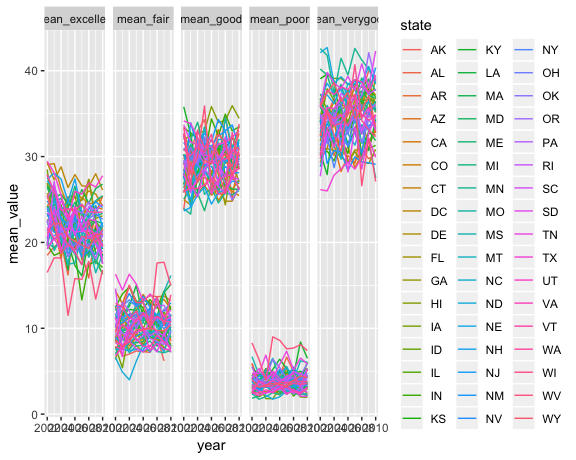 ean_excelle mean_fair mean_good mean_poor ean_verygoo
mean_value
40
30
20
10
0
year
state
AK KY NY
AL LA OH
AR MA OK
AZ MD OR
CA ME PA
CO MI RI
CT MN SC
DC MO SD
DE MS TN
FL MT TX
GA NC UT
HI ND VA
IA NE VT
ID NH WA
IL NJ WI
IN NM WV
KS NV WY